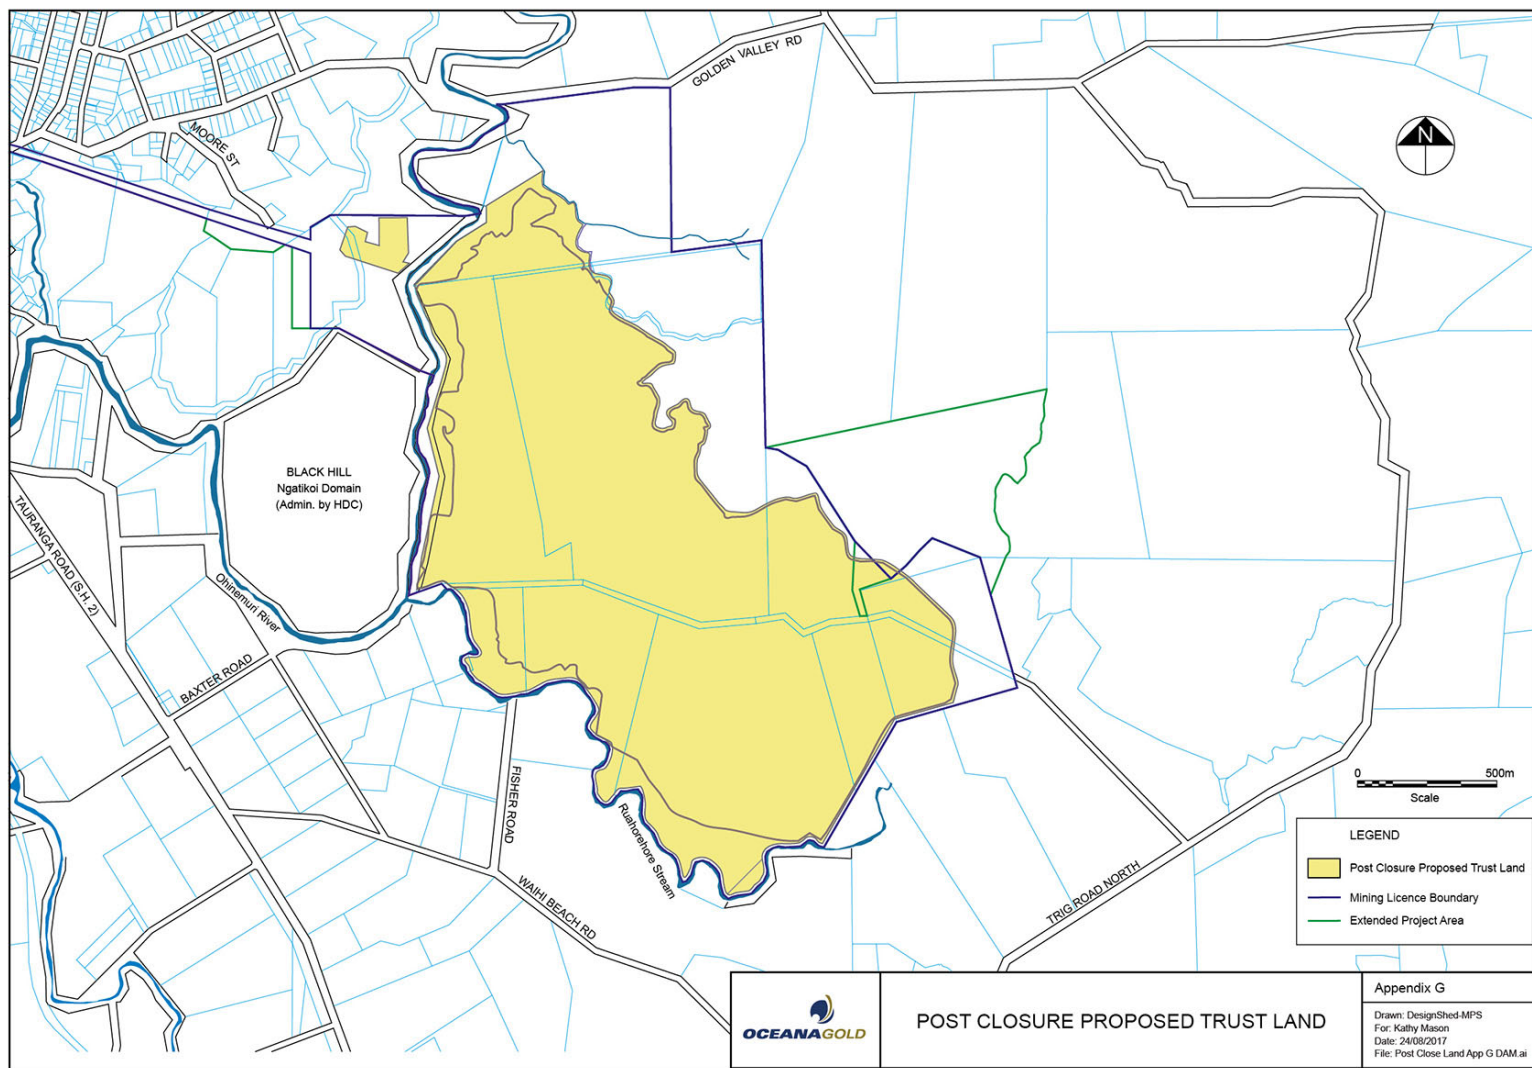 GOLDEN VALLEY RD
MOORE ST
N
BLACK HILL
Ngatikoi Domain
(Admin. by HDC)
TAURANGA ROAD (S.H. 2)
Ohinemuri River
BAXTER ROAD
FISHER ROAD
Ruahorehore Stream
WAIHI BEACH RD
TRIG ROAD NORTH
0 500m
Scale
LEGEND
Post Closure Proposed Trust Land
Mining Licence Boundary
Extended Project Area
OCEANAGOLD
POST CLOSURE PROPOSED TRUST LAND
Appendix G
Drawn: DesignShed-MPS
For: Kathy Mason
Date: 24/08/2017
File: Post Close Land App G DAM.ai